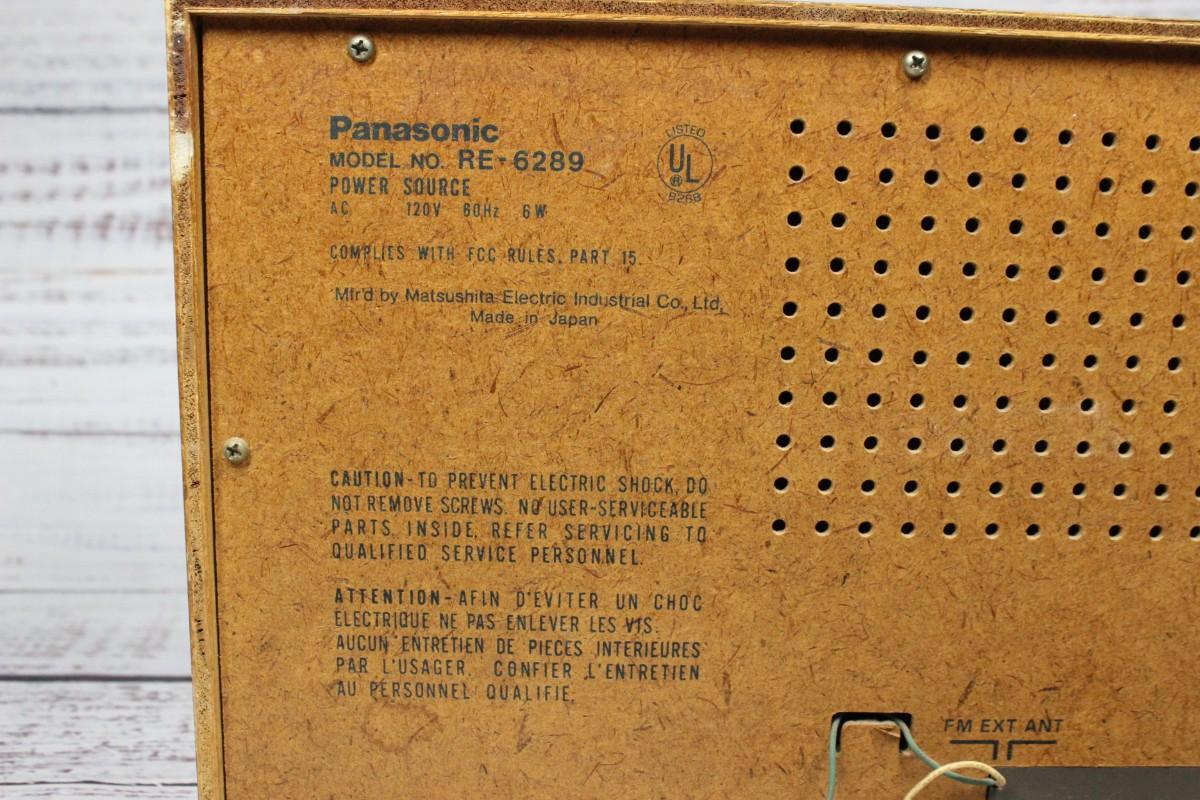 Panasonic
MODEL NO. RE-6289
POWER SOURCE
AC 120V 60Hz 6W
LISTED
UL
®
COMPLIES WITH FCC RULES, PART 15.
Mfr'd by Matsushita Electric Industrial Co., Ltd.
Made in Japan
CAUTION-TO PREVENT ELECTRIC SHOCK, DO
NOT REMOVE SCREWS. NO USER-SERVICEABLE
PARTS INSIDE, REFER SERVICING TO
QUALIFIED SERVICE PERSONNEL.
ATTENTION-AFIN D'EVITER UN CHOC
ELECTRIQUE NE PAS ENLEVER LES VIS.
AUCUN ENTRETIEN DE PIECES INTERIEURES
PAR L'USAGER. CONFIER L'ENTRETIEN
AU PERSONNEL QUALIFIE.
FM EXT ANT